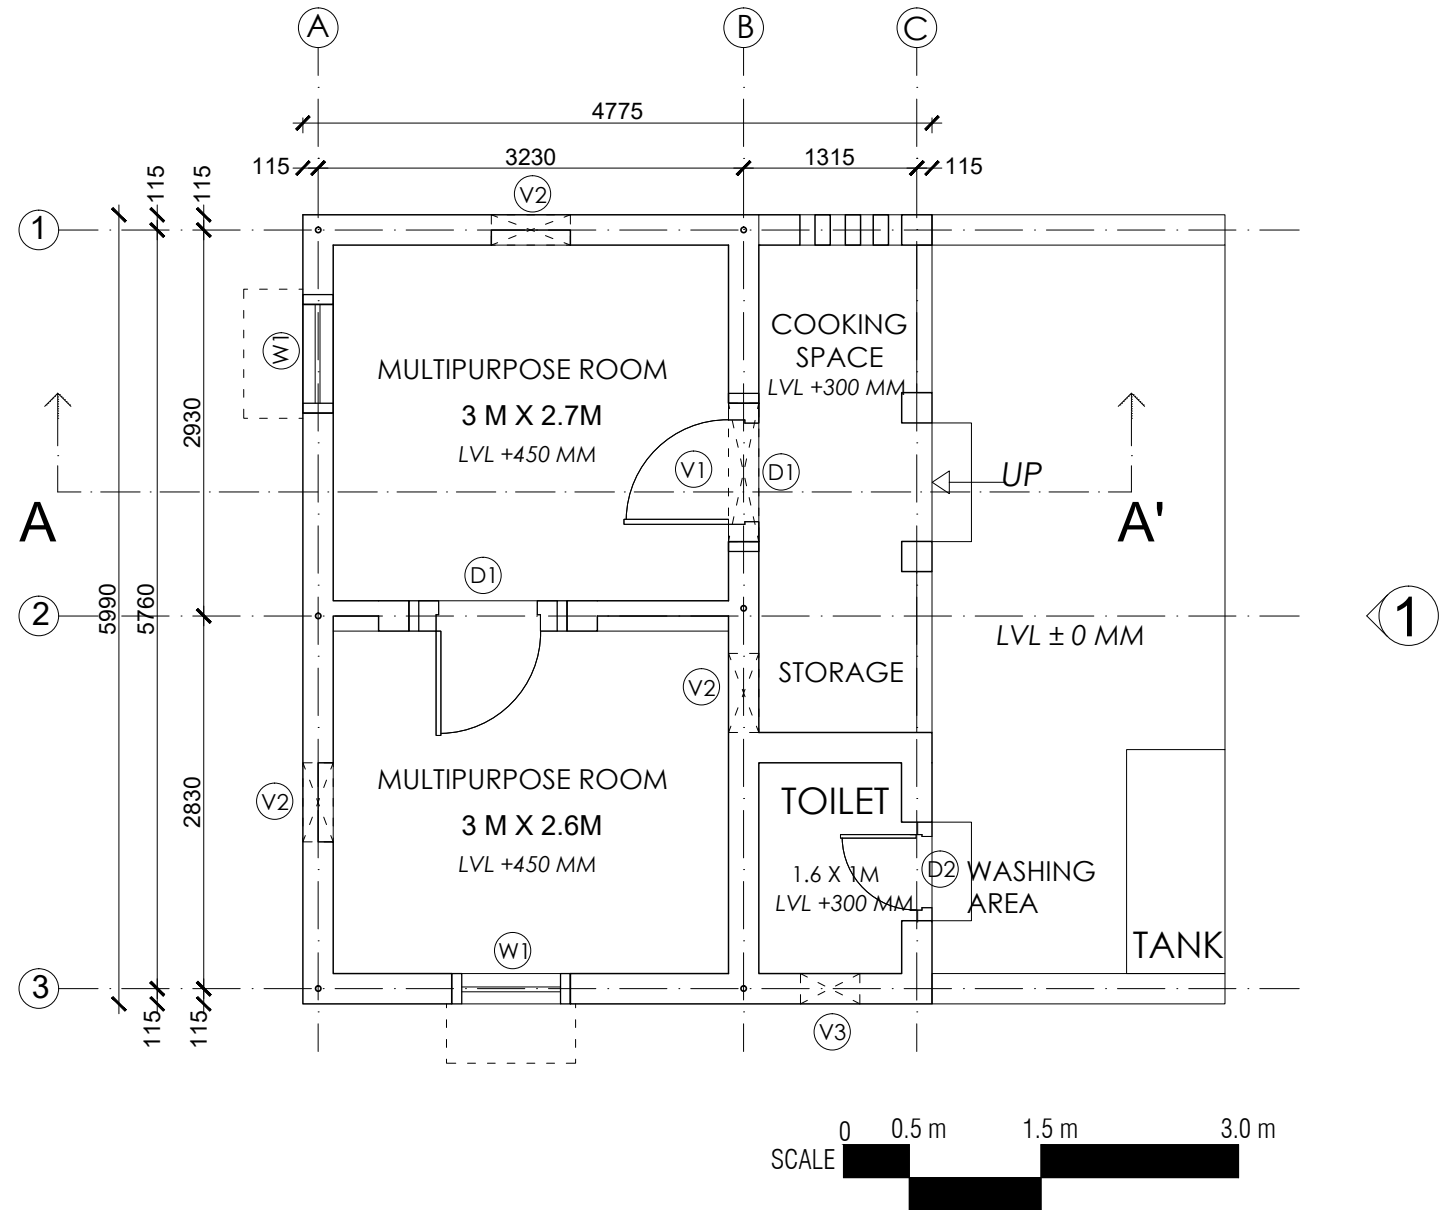 A
B
C
4775
115
3230
1315
115
115
115
V2
1
COOKING
SPACE
LVL +300 MM
W1
MULTIPURPOSE ROOM
3 M X 2.7M
LVL +450 MM
2930
V1
D1
UP
A
A'
D1
5990
5760
2
1
LVL ± 0 MM
STORAGE
V2
MULTIPURPOSE ROOM
3 M X 2.6M
LVL +450 MM
V2
2830
TOILET
1.6 X 1M
LVL +300 MM
D2
WASHING
AREA
TANK
W1
3
115
115
V3
0
0.5 m
1.5 m
3.0 m
SCALE